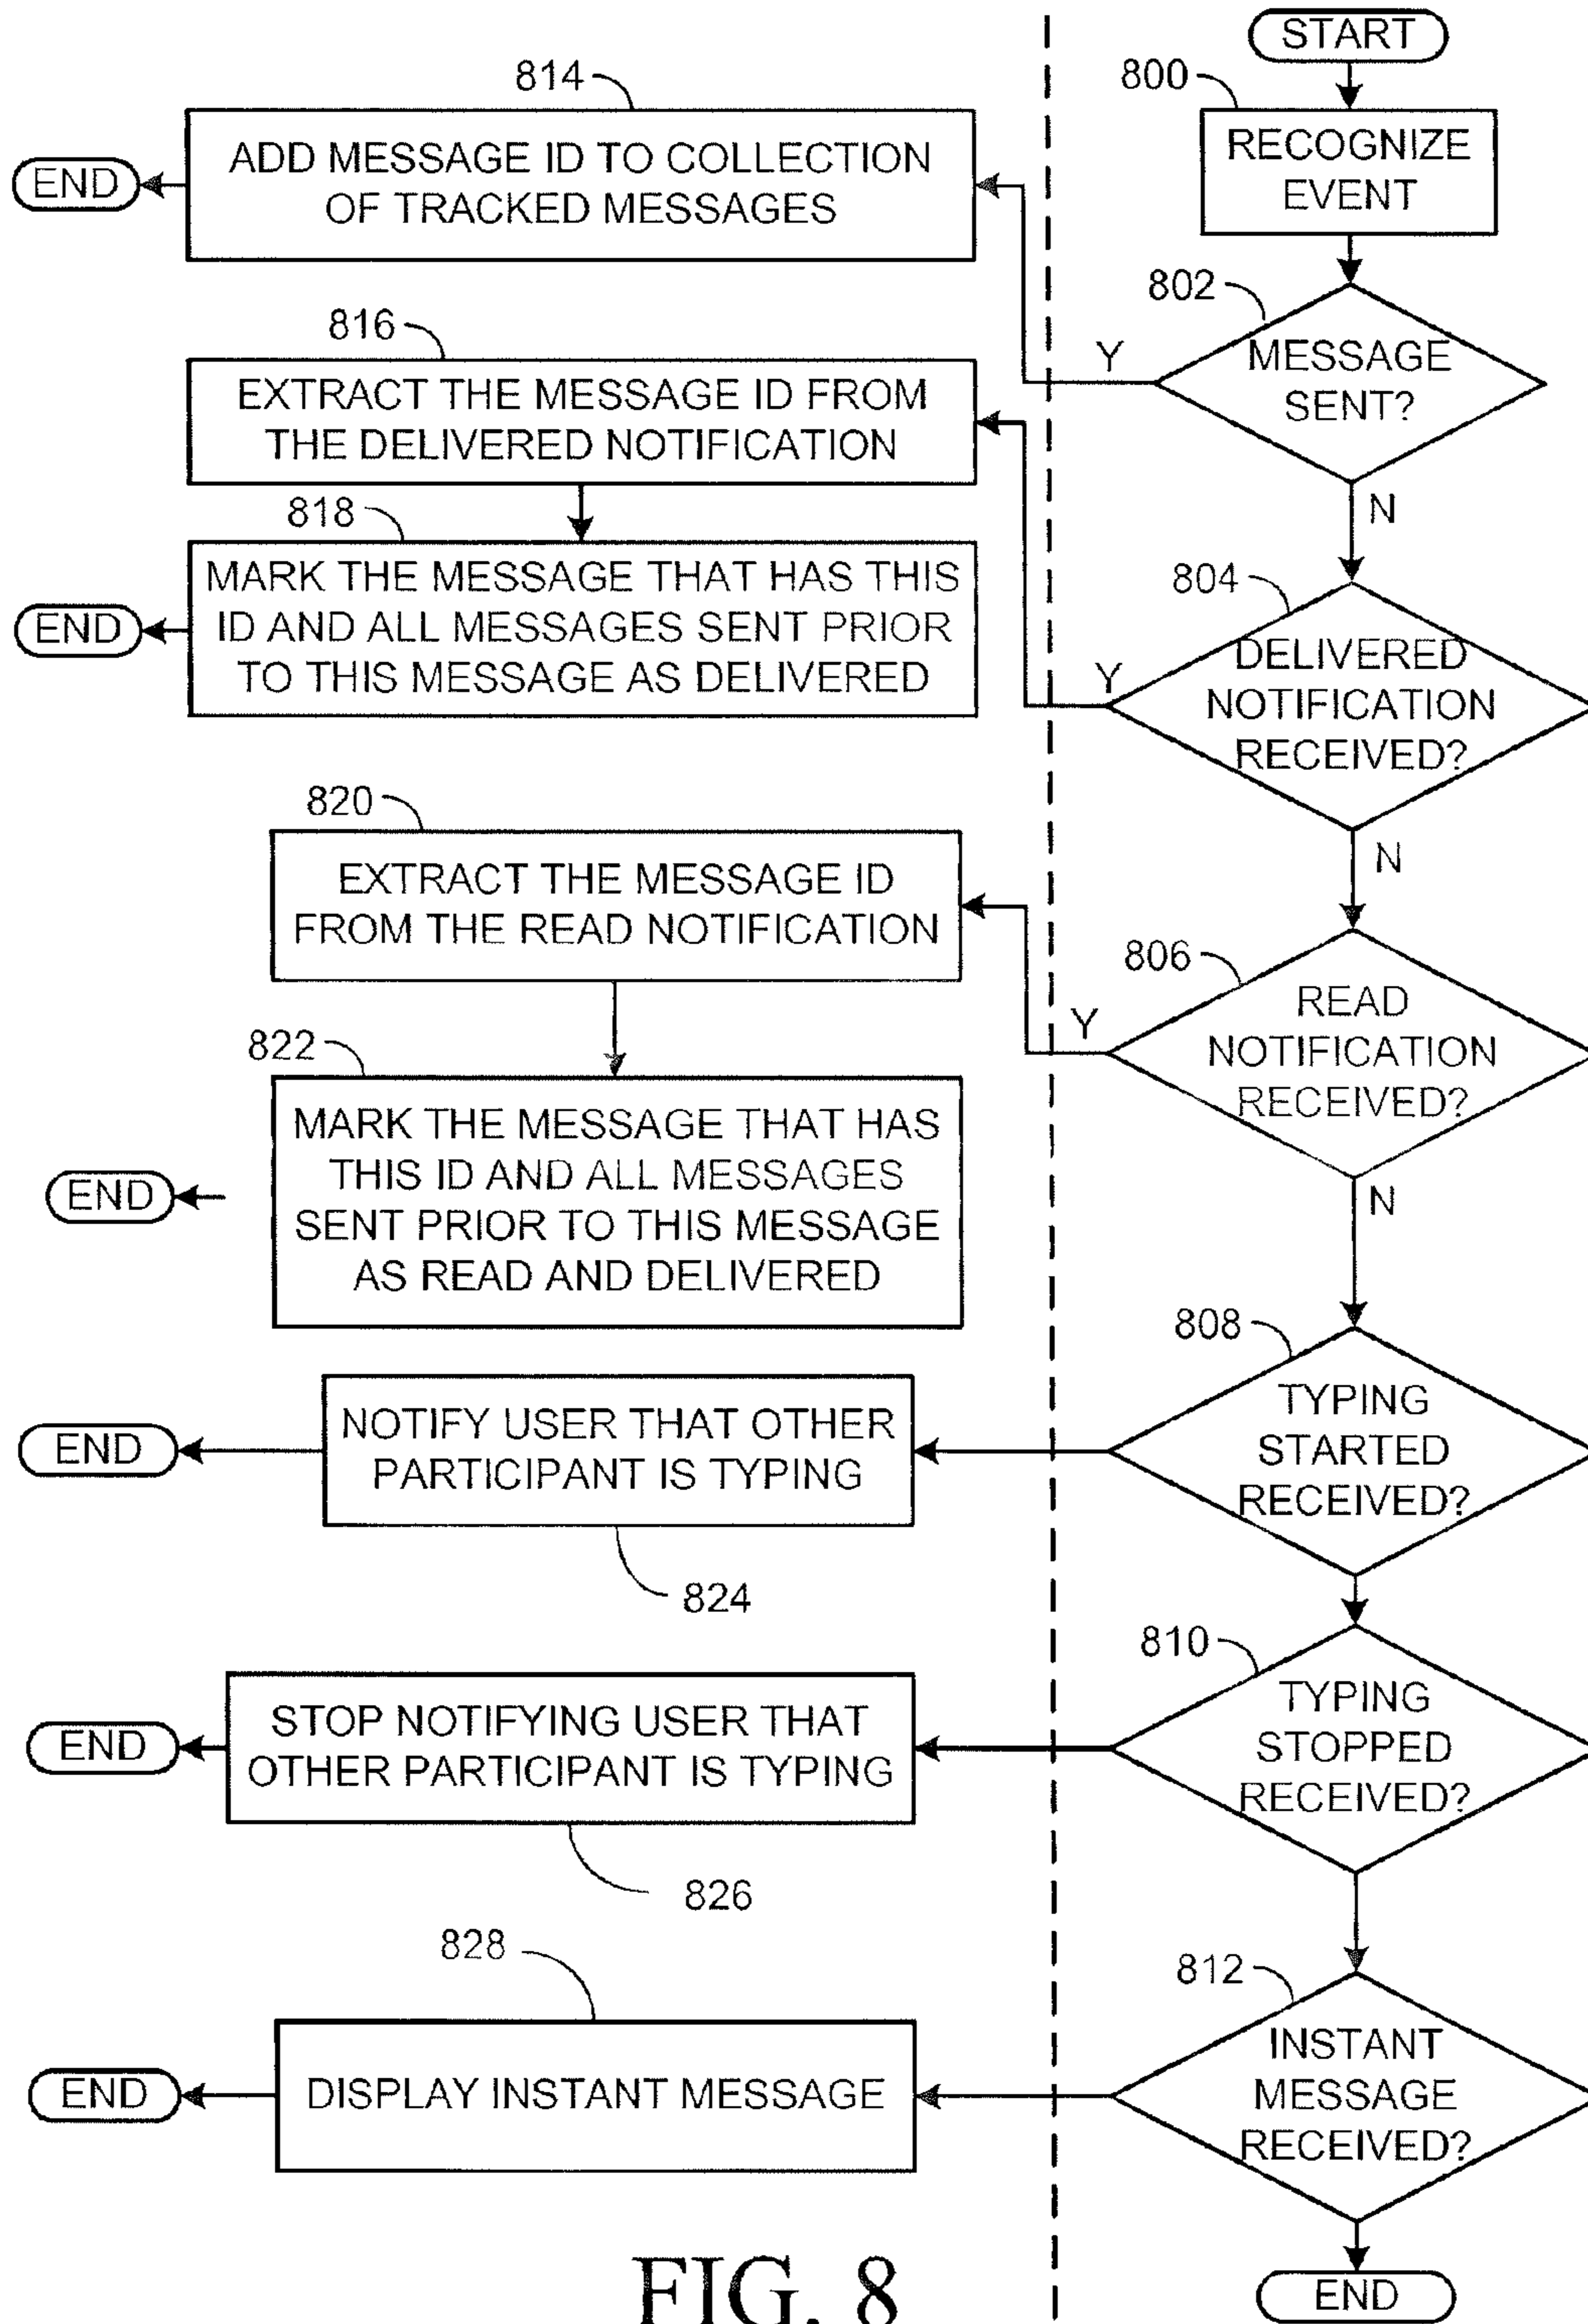 START
800
RECOGNIZE
EVENT
814
ADD MESSAGE ID TO COLLECTION
OF TRACKED MESSAGES
END
802
MESSAGE
SENT?
Y
N
816
EXTRACT THE MESSAGE ID FROM
THE DELIVERED NOTIFICATION
818
MARK THE MESSAGE THAT HAS THIS
ID AND ALL MESSAGES SENT PRIOR
TO THIS MESSAGE AS DELIVERED
END
804
DELIVERED
NOTIFICATION
RECEIVED?
Y
N
820
EXTRACT THE MESSAGE ID
FROM THE READ NOTIFICATION
806
READ
NOTIFICATION
RECEIVED?
Y
N
822
MARK THE MESSAGE THAT HAS
THIS ID AND ALL MESSAGES
SENT PRIOR TO THIS MESSAGE
AS READ AND DELIVERED
END
808
TYPING
STARTED
RECEIVED?
NOTIFY USER THAT OTHER
PARTICIPANT IS TYPING
824
END
810
TYPING
STOPPED
RECEIVED?
STOP NOTIFYING USER THAT
OTHER PARTICIPANT IS TYPING
826
END
812
INSTANT
MESSAGE
RECEIVED?
828
DISPLAY INSTANT MESSAGE
END
END
FIG. 8